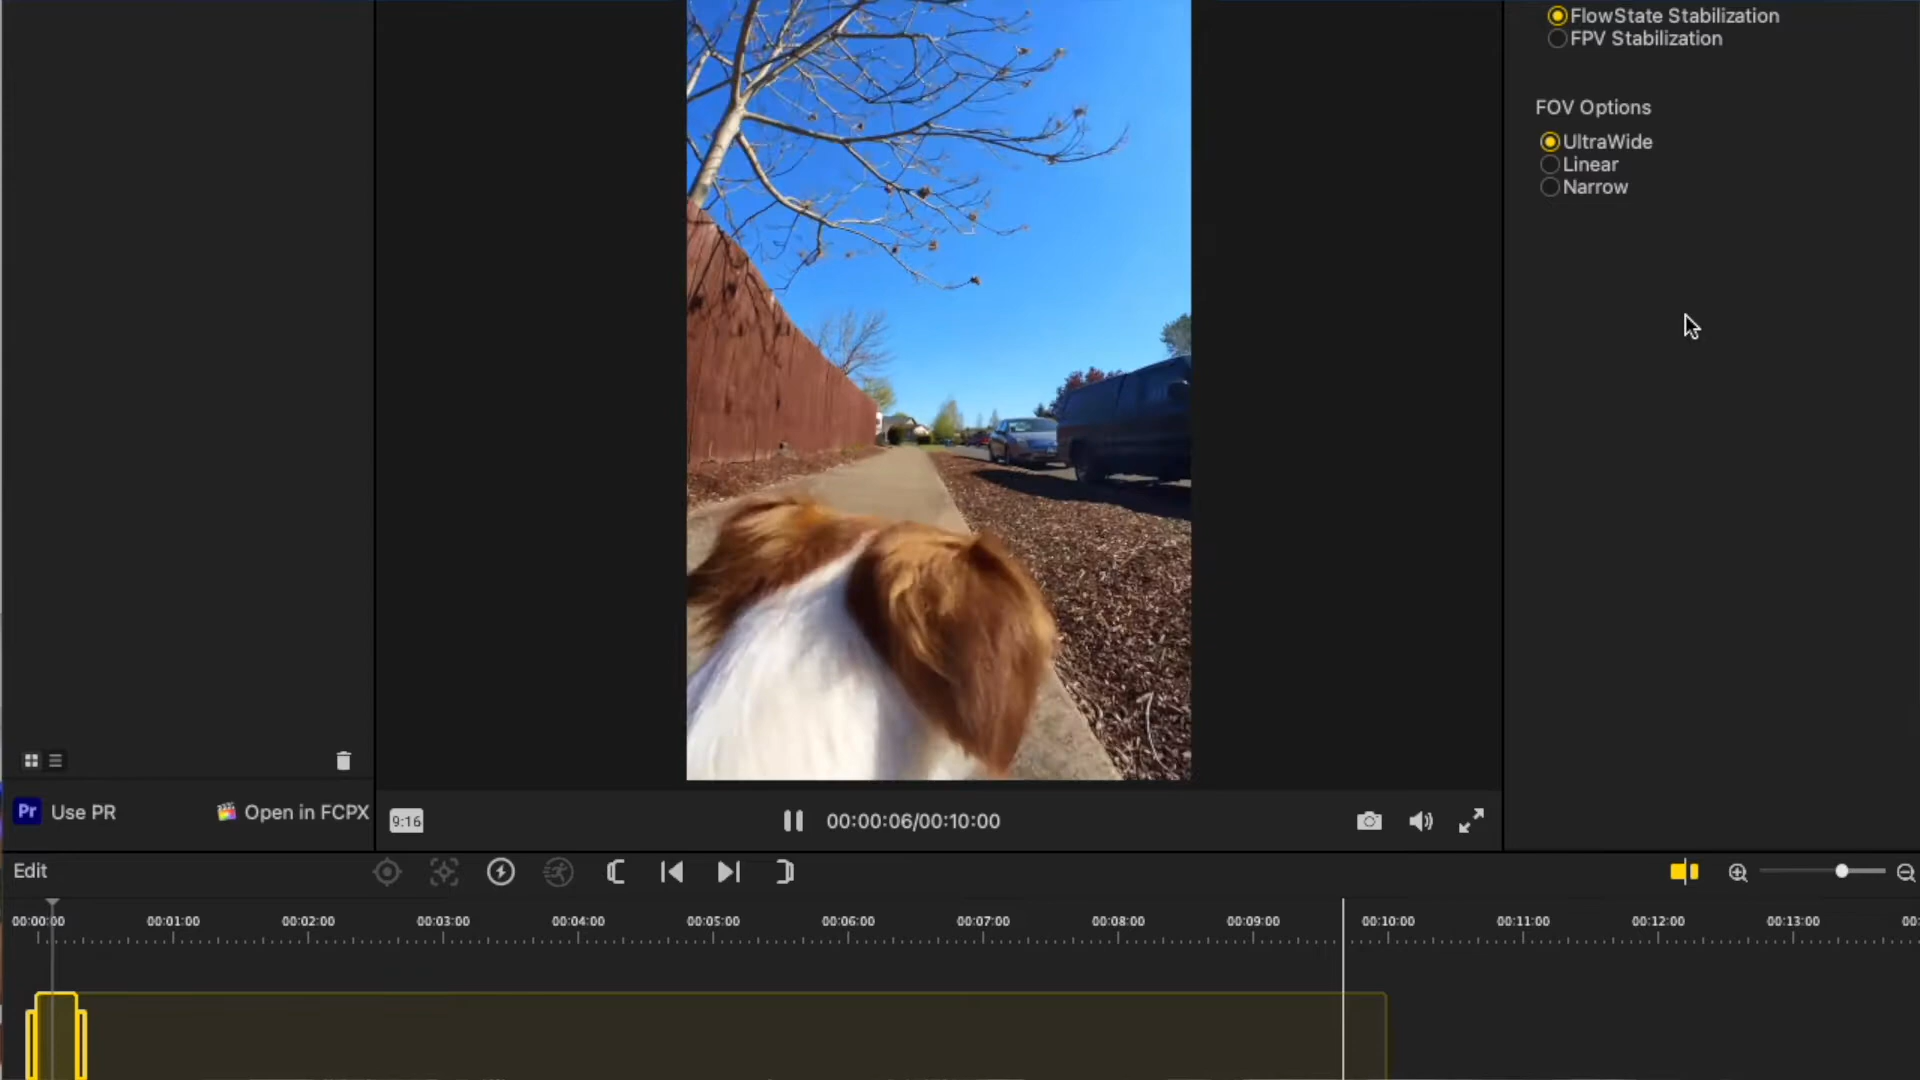 FlowState Stabilization
FPV Stabilization
FOV Options
UltraWide
Linear
Narrow
Pr Use PR
Open in FCPX
9:16
00:00:06/00:10:00
Edit
00:00:00 00:01:00 00:02:00 00:03:00 00:04:00 00:05:00 00:06:00 00:07:00 00:08:00 00:09:00 00:10:00 00:11:00 00:12:00 00:13:00